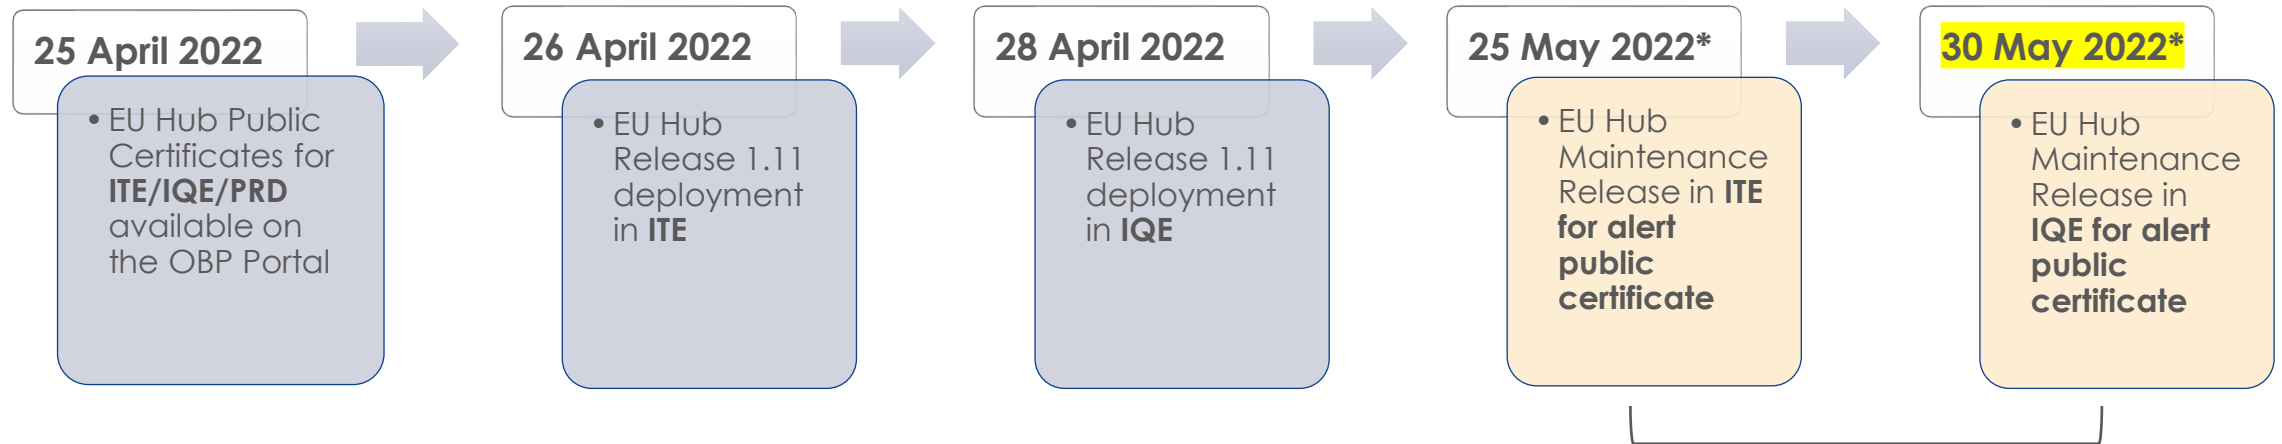 25 April 2022
• EU Hub Public
Certificates for
ITE/IQE/PRD
available on
the OBP Portal
26 April 2022
• EU Hub
Release 1.11
deployment
in ITE
28 April 2022
• EU Hub
Release 1.11
deployment
in IQE
25 May 2022*
• EU Hub
Maintenance
Release in ITE
for alert
public
certificate
30 May 2022*
• EU Hub
Maintenance
Release in
IQE for alert
public
certificate